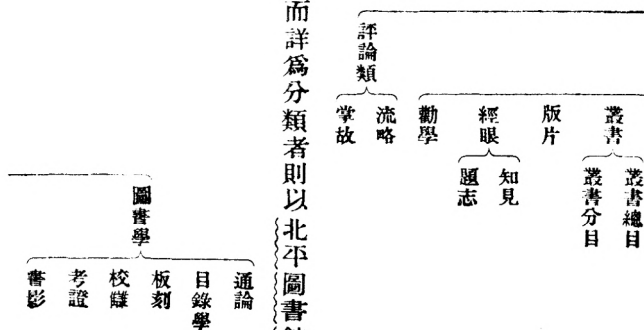 叢書
叢書總目
叢書分目
版片
經眼
知見
題志
勸學
評論類
流略
掌故
而詳爲分類者則以北平圖書
圖書學
通論
目錄學
板刻
校讎
考證
書影